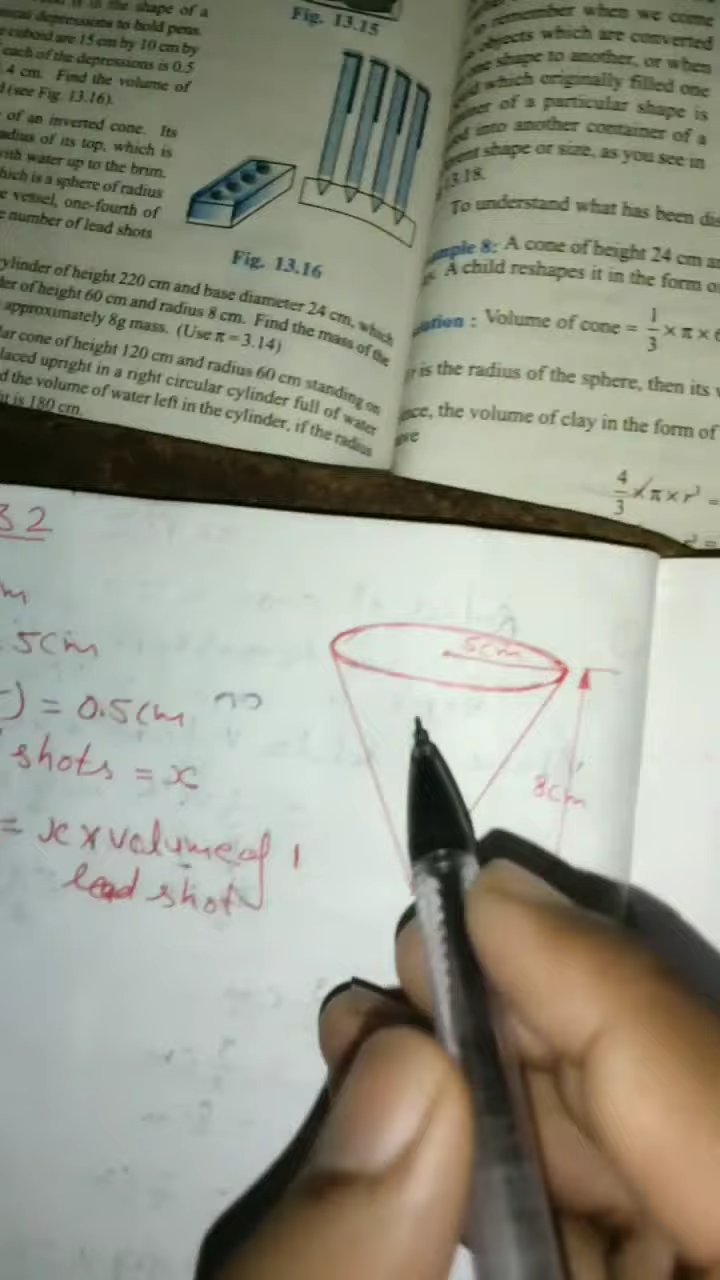 shape of a
depressions to hold pens.
cuboid are 15 cm by 10 cm by
each of the depressions is 0.5
4 cm. Find the volume of
(see Fig. 13.16).
of an inverted cone. Its
radius of its top, which is
with water up to the brim.
which is a sphere of radius
vessel, one-fourth of
number of lead shots
Fig. 13.15
Fig. 13.16
cylinder of height 220 cm and base diameter 24 cm, which
of height 60 cm and radius 8 cm. Find the mass of the
approximately 8g mass. (Use π = 3.14)
cone of height 120 cm and radius 60 cm standing on
placed upright in a right circular cylinder full of water
the volume of water left in the cylinder, if the radius
is 180 cm.
remember when we come
objects which are converted
shape to another, or when
which originally filled one
of a particular shape is
into another container of a
shape or size, as you see in
13.18.
To understand what has been
8: A cone of height 24 cm
A child reshapes it in the form
: Volume of cone = 1/3 × π ×
is the radius of the sphere, then its
the volume of clay in the form of
4/3 × π × r³ =
32
5cm
= 0.5cm
shots = x
= x × volume of 1
lead shot
5cm
8cm